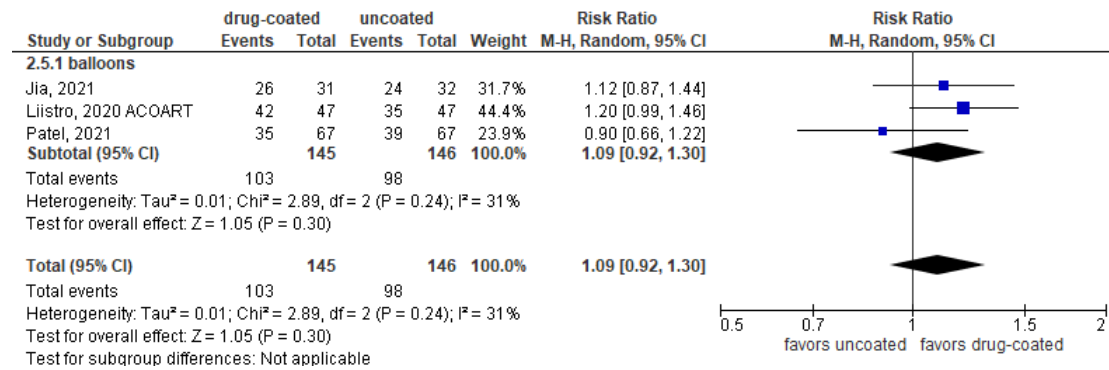 drug-coated uncoated Risk Ratio Risk Ratio
Study or Subgroup Events Total Events Total Weight M-H, Random, 95% CI M-H, Random, 95% CI
2.5.1 balloons
Jia, 2021 26 31 24 32 31.7% 1.12 [0.87, 1.44]
Liistro, 2020 ACOART 42 47 35 47 44.4% 1.20 [0.99, 1.46]
Patel, 2021 35 67 39 67 23.9% 0.90 [0.66, 1.22]
Subtotal (95% CI) 145 146 100.0% 1.09 [0.92, 1.30]
Total events 103 98
Heterogeneity: Tau² = 0.01; Chi² = 2.89, df = 2 (P = 0.24); I² = 31%
Test for overall effect: Z = 1.05 (P = 0.30)
Total (95% CI) 145 146 100.0% 1.09 [0.92, 1.30]
Total events 103 98
Heterogeneity: Tau² = 0.01; Chi² = 2.89, df = 2 (P = 0.24); I² = 31%
Test for overall effect: Z = 1.05 (P = 0.30)
Test for subgroup differences: Not applicable
0.5 0.7 1 1.5 2
favors uncoated favors drug-coated